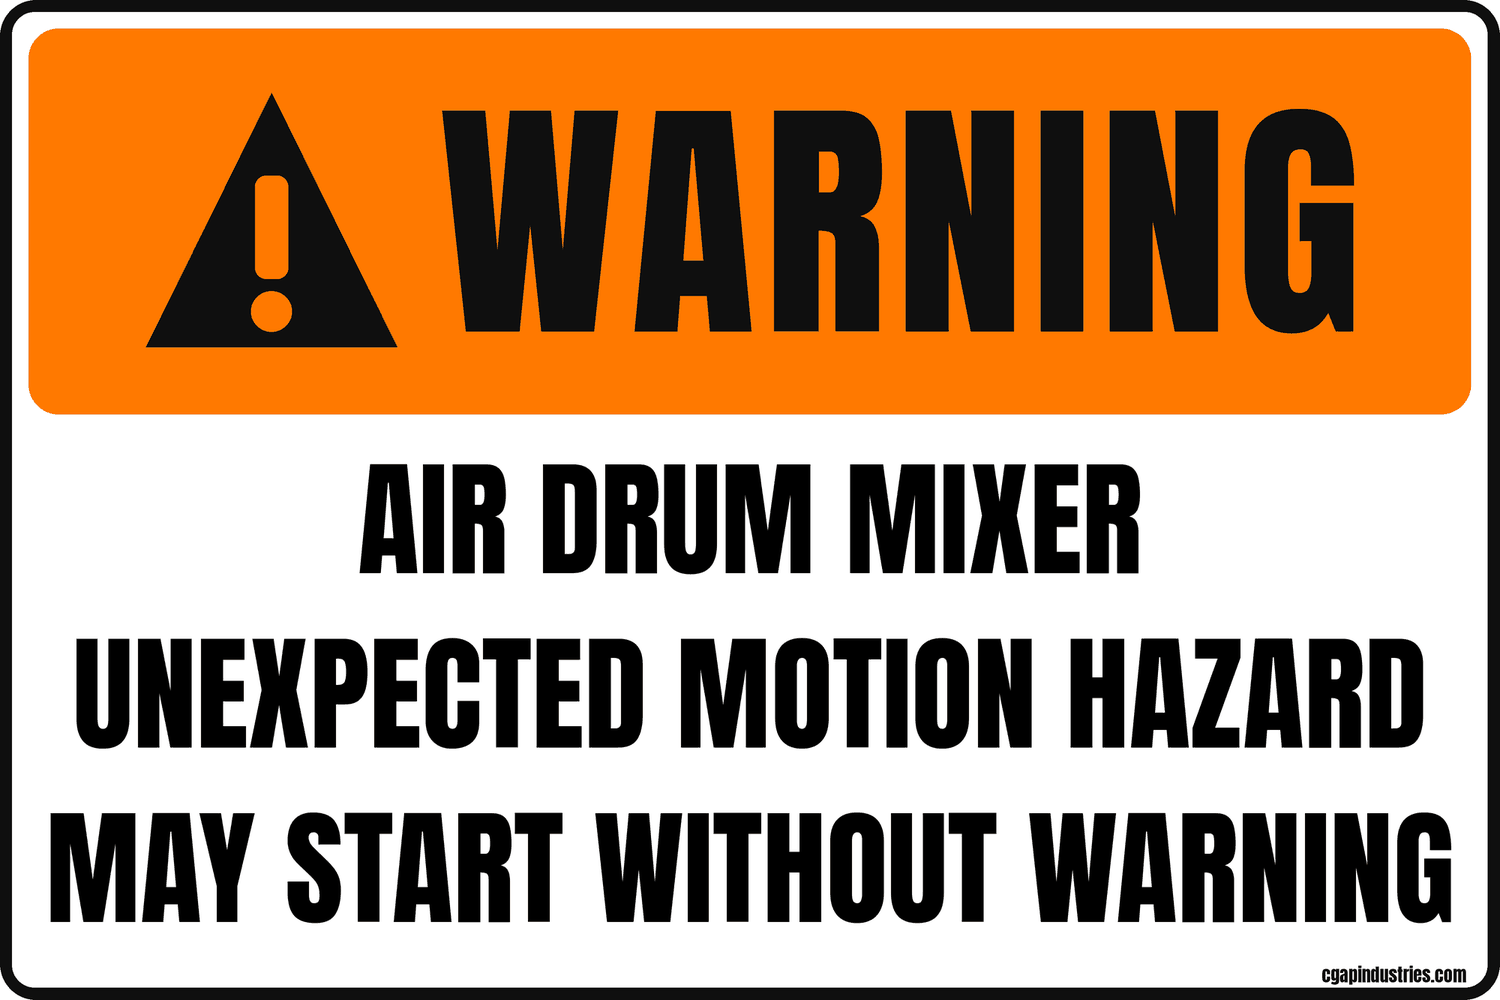 WARNING
AIR DRUM MIXER
UNEXPECTED MOTION HAZARD
MAY START WITHOUT WARNING
cgapindustries.com